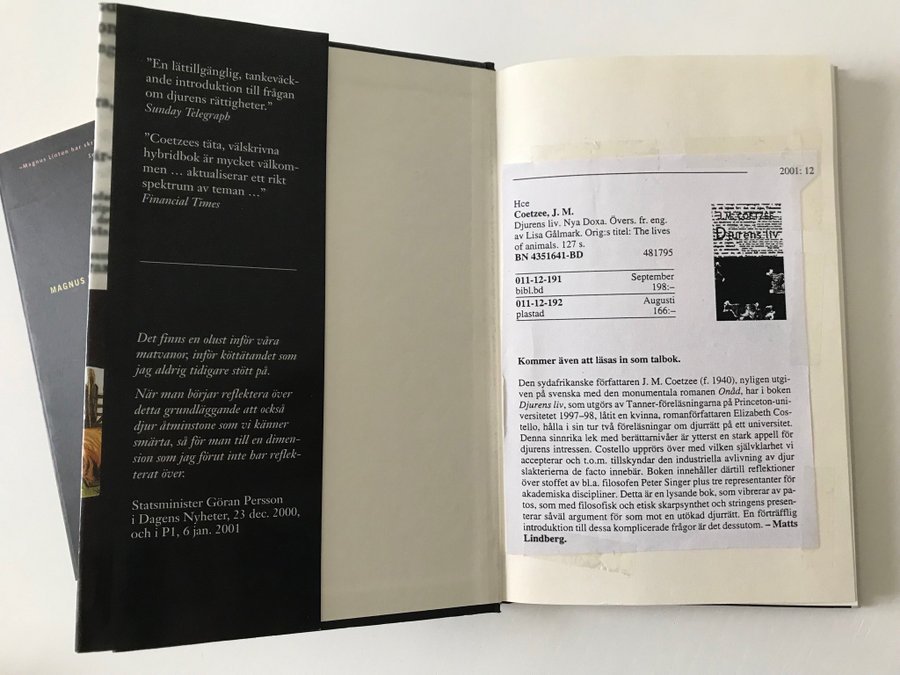 "Magnus Linton har
MAGNUS
"En lättillgänglig, tankeväck-
ande introduktion till frågan
om djurens rättigheter."
Sunday Telegraph
"Coetzees täta, välskrivna
hybridbok är mycket välkom-
men ... aktualiserar ett rikt
spektrum av teman ..."
Financial Times
Det finns en olust inför våra
matvanor, inför köttätandet som
jag aldrig tidigare stött på.
När man börjar reflektera över
detta grundläggande att också
djur åtminstone som vi känner
smärta, så för man till en dimen-
sion som jag förut inte har reflek-
terat över.
Statsminister Göran Persson
i Dagens Nyheter, 23 dec. 2000,
och i P1, 6 jan. 2001
2001: 12
Hce
Coetzee, J. M.
Djurens liv. Nya Doxa. Övers. fr. eng.
av Lisa Gålmark. Orig:s titel: The lives
of animals. 127 s.
BN 4351641-BD 481795
011-12-191 September
bibl.bd 198:–
011-12-192 Augusti
plastad 166:–
J. M. COETZEE
Djurens liv
Kommer även att läsas in som talbok.
Den sydafrikanske författaren J. M. Coetzee (f. 1940), nyligen utgi-
ven på svenska med den monumentala romanen Onåd, har i boken
Djurens liv, som utgörs av Tanner-föreläsningarna på Princeton-uni-
versitetet 1997–98, låtit en kvinna, romanförfattaren Elizabeth Cos-
tello, hålla i sin tur två föreläsningar om djurrätt på ett universitet.
Denna sinnrika lek med berättarnivåer är ytterst en stark appell för
djurens intressen. Costello upprörs över med vilken självklarhet vi
accepterar och t.o.m. tillskyndar den industriella avlivning av djur
slakterierna de facto innebär. Boken innehåller därtill reflektioner
över stoffet av bl.a. filosofen Peter Singer plus tre representanter för
akademiska discipliner. Detta är en lysande bok, som vibrerar av pa-
tos, som med filosofisk och etisk skarpsynthet och stringens presen-
terar såväl argument för som mot en utökad djurrätt. En förträfflig
introduktion till dessa komplicerade frågor är det dessutom. – Matts
Lindberg.